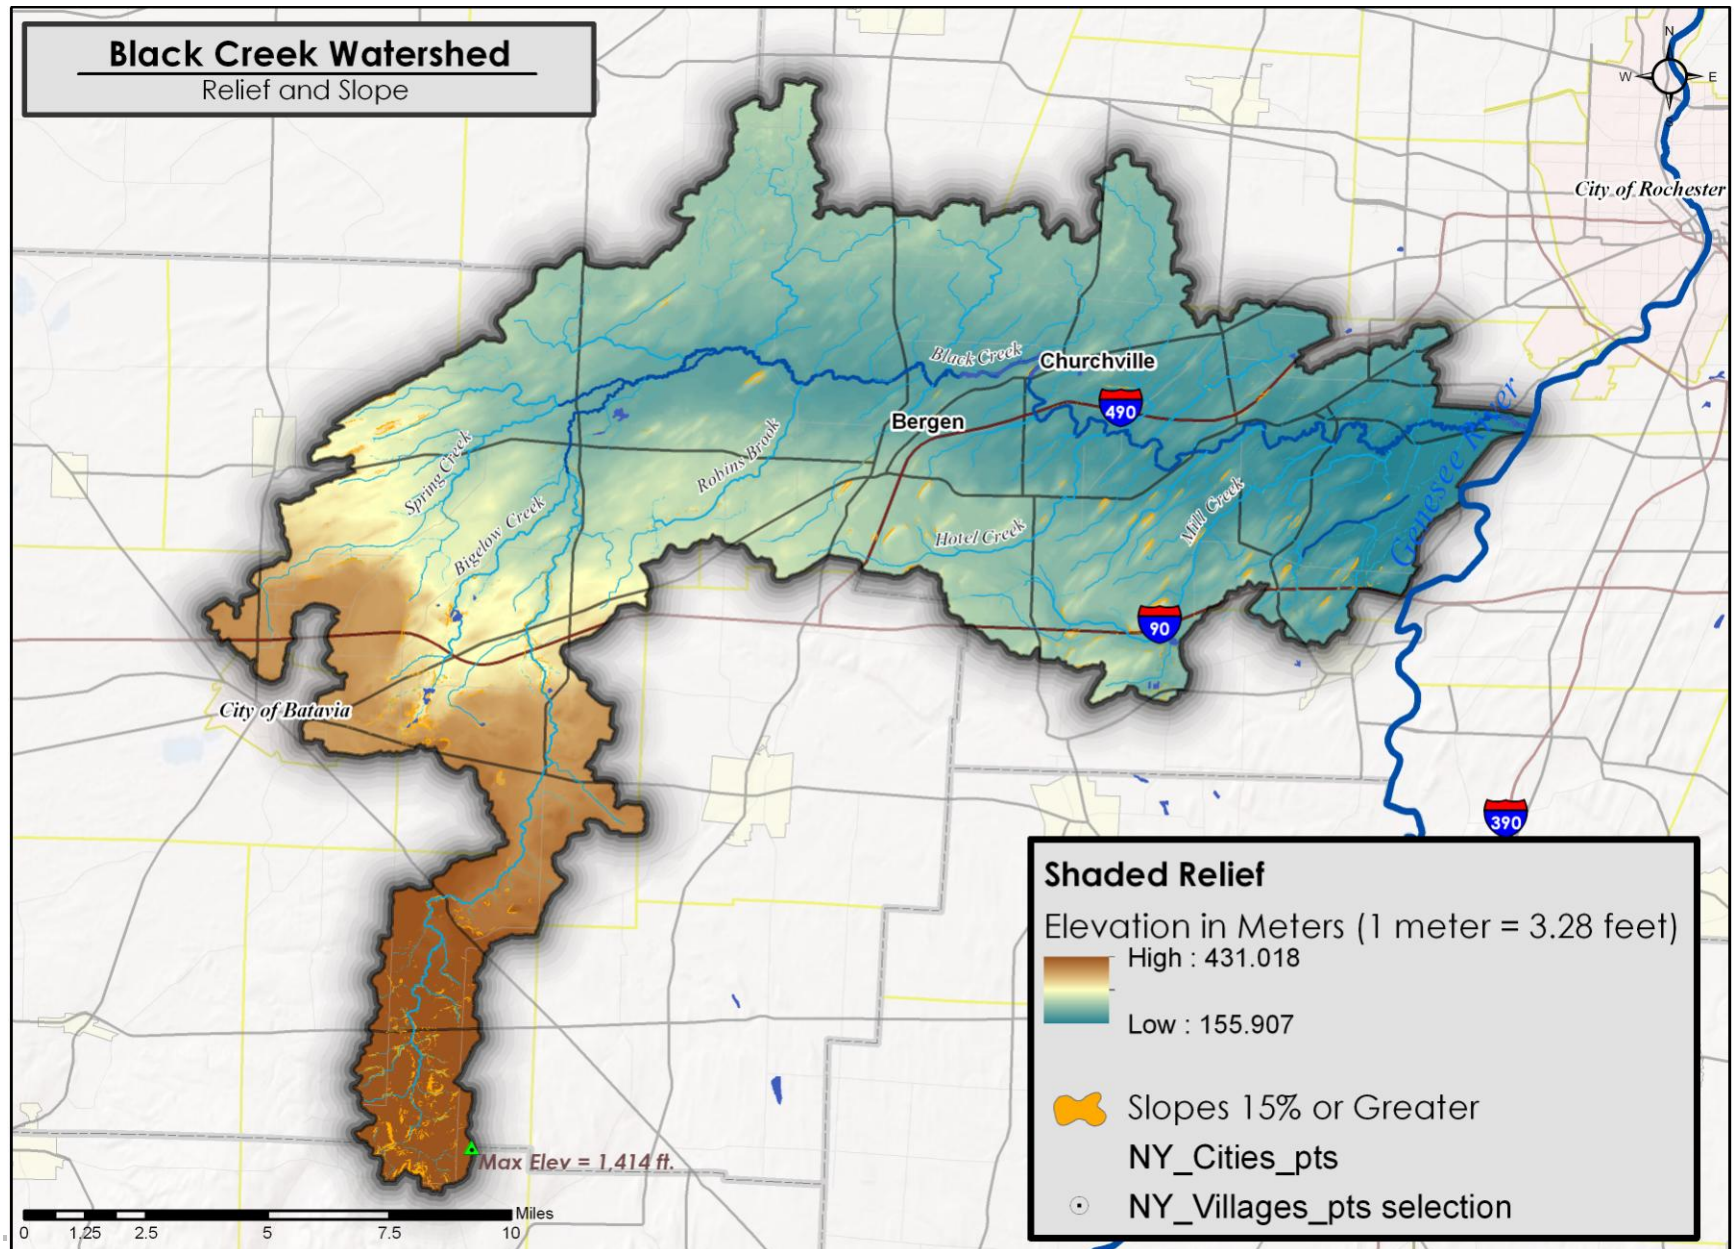 Black Creek Watershed
Relief and Slope
N
W
E
S
City of Rochester
Black Creek
Churchville
490
Bergen
Genesee River
Spring Creek
Robins Brook
Bigelow Creek
Mill Creek
Hotel Creek
90
City of Batavia
390
Shaded Relief
Elevation in Meters (1 meter = 3.28 feet)
High : 431.018
Low : 155.907
Slopes 15% or Greater
NY_Cities_pts
NY_Villages_pts selection
Max Elev = 1,414 ft.
Miles
0 1.25 2.5 5 7.5 10